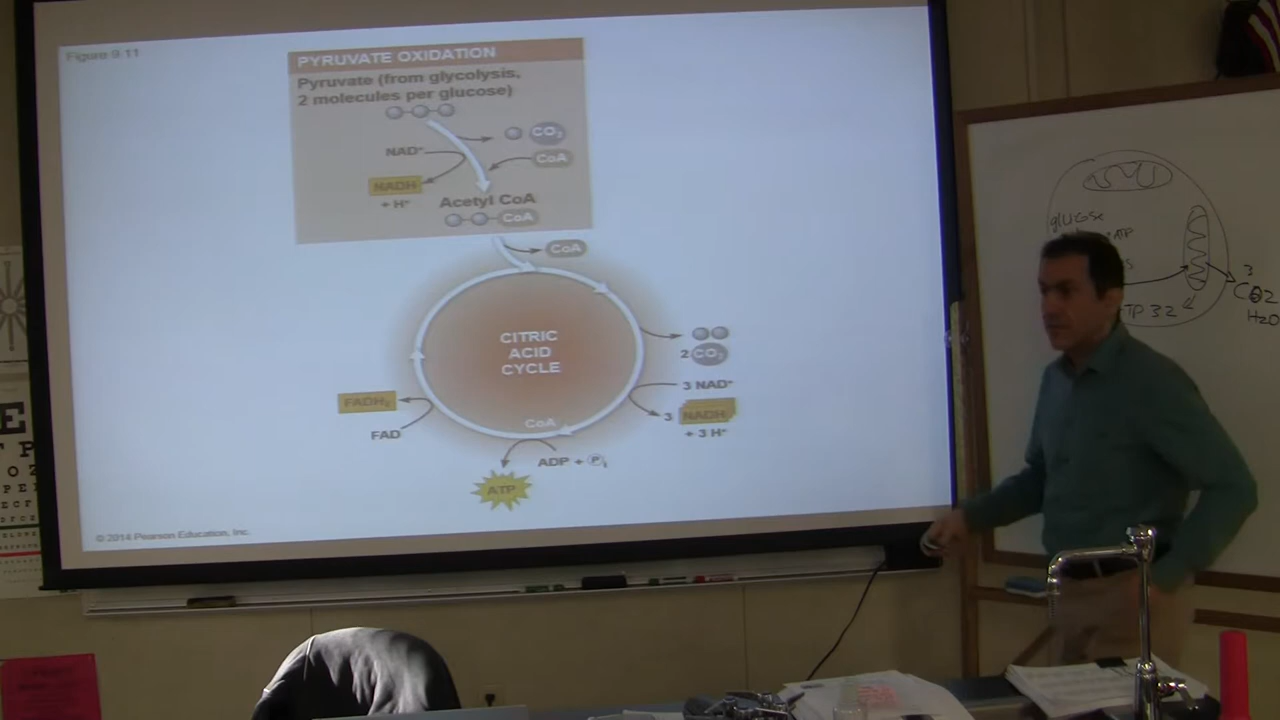 Figure 9-11
PYRUVATE OXIDATION
Pyruvate (from glycolysis,
2 molecules per glucose)
CO₂
NAD⁺
CoA
NADH
+ H⁺
Acetyl CoA
CoA
CoA
CITRIC
ACID
CYCLE
2 CO₂
3 NAD⁺
FADH₂
3 NADH
CoA
+ 3 H⁺
FAD
ADP + Pᵢ
ATP
© 2014 Pearson Education, Inc.
glucose
ATP
32
3
CO2
H2O
E